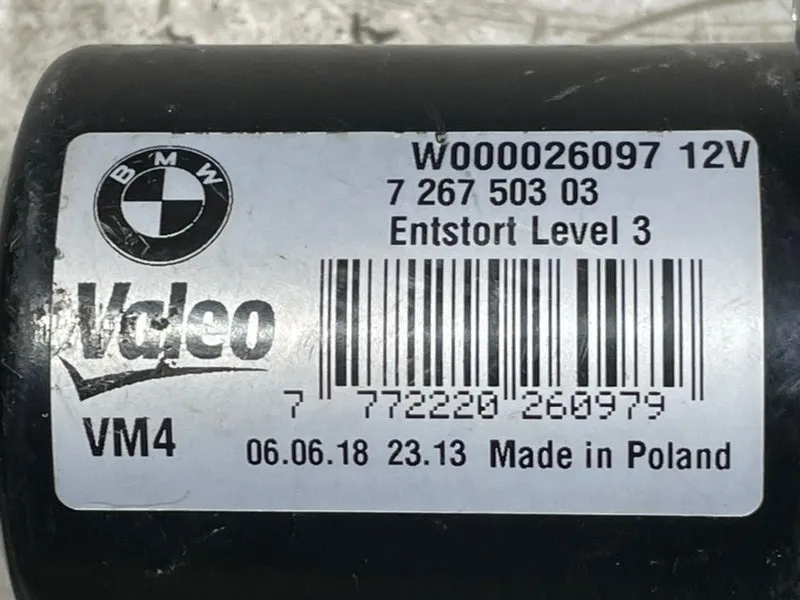 BMW
W000026097 12V
7 267 503 03
Entstort Level 3
Valeo
7 772220 260979
VM4
06.06.18 23.13 Made in Poland